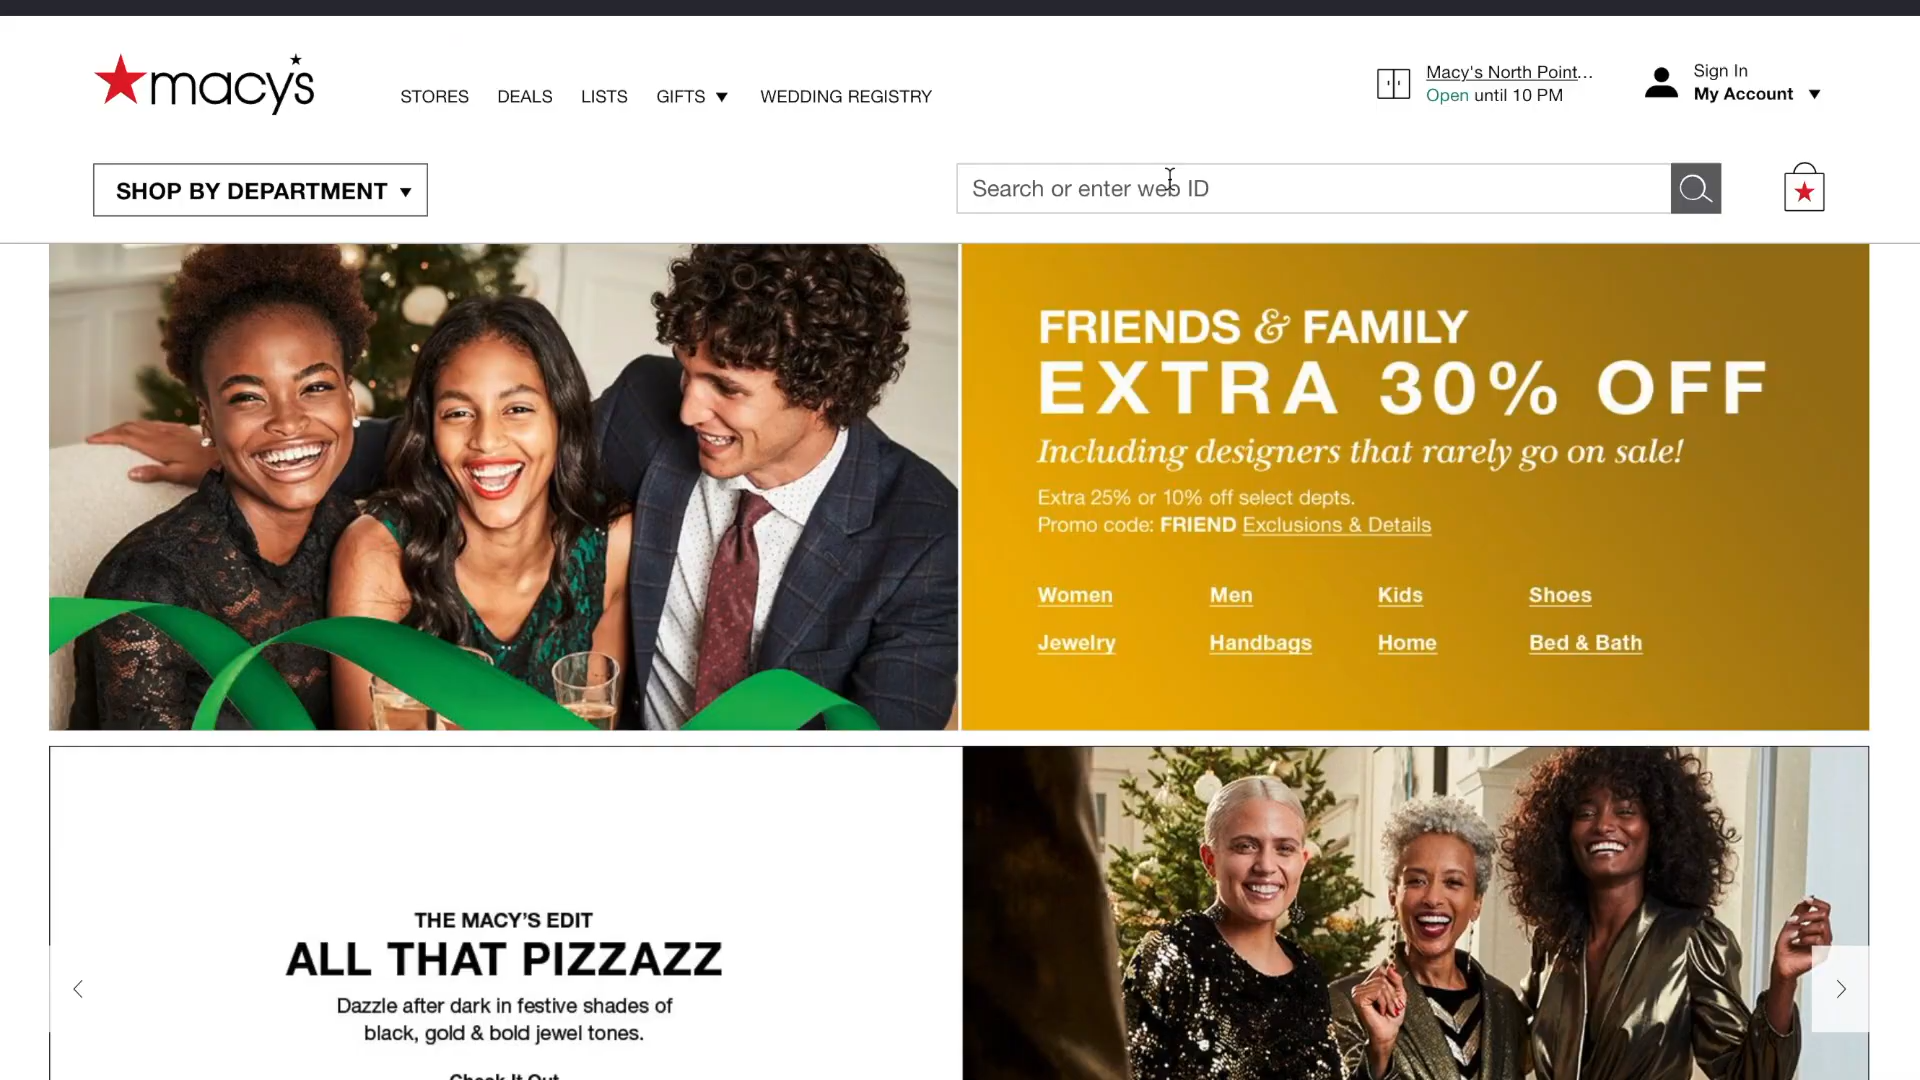 macy's
STORES DEALS LISTS GIFTS WEDDING REGISTRY
Macy's North Point...
Open until 10 PM
Sign In
My Account
SHOP BY DEPARTMENT
Search or enter web ID
FRIENDS & FAMILY
EXTRA 30% OFF
Including designers that rarely go on sale!
Extra 25% or 10% off select depts.
Promo code: FRIEND Exclusions & Details
Women Men Kids Shoes
Jewelry Handbags Home Bed & Bath
THE MACY'S EDIT
ALL THAT PIZZAZZ
Dazzle after dark in festive shades of
black, gold & bold jewel tones.
Check It Out